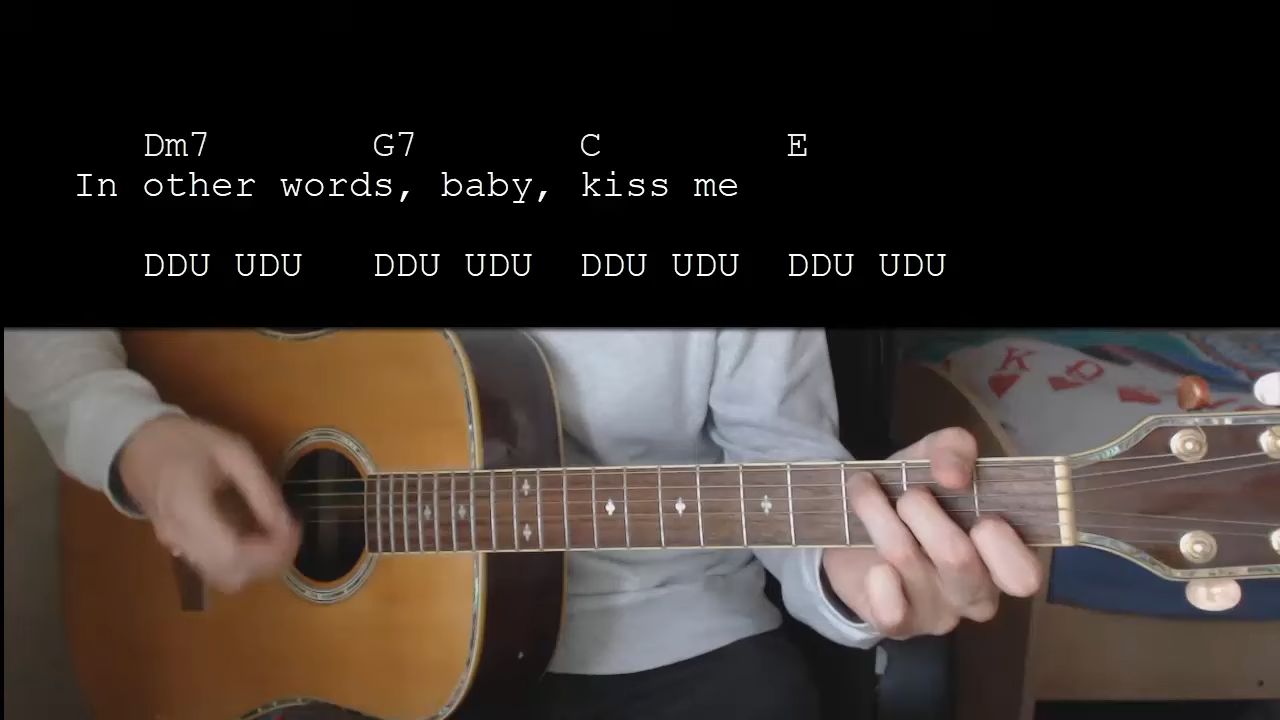 Dm7 G7 C E
In other words, baby, kiss me
DDU UDU DDU UDU DDU UDU DDU UDU
K Q